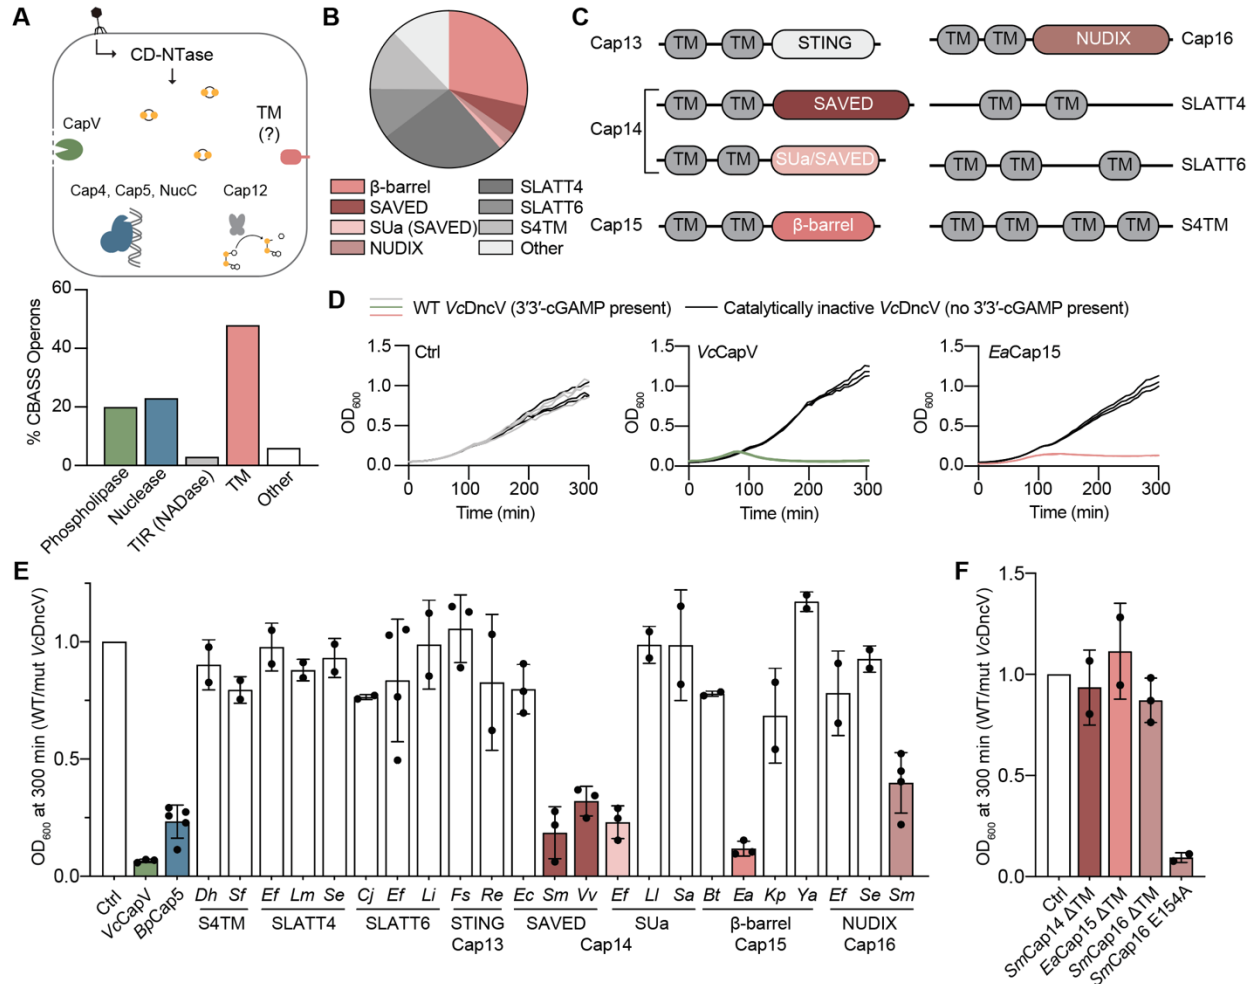 A
CD-NTase
CapV
TM
(?)
Cap4, Cap5, NucC
Cap12
% CBASS Operons
60
40
20
0
Phospholipase
Nuclease
TIR (NADase)
TM
Other
B
β-barrel
SAVED
SUa (SAVED)
NUDIX
SLATT4
SLATT6
S4TM
Other
C
Cap13
TM TM STING
Cap14
TM TM SAVED
TM TM SUa/SAVED
Cap15
TM TM β-barrel
TM TM NUDIX Cap16
TM TM SLATT4
TM TM TM SLATT6
TM TM TM TM S4TM
D
WT VcDncV (3′3′-cGAMP present)
Catalytically inactive VcDncV (no 3′3′-cGAMP present)
Ctrl
OD600
1.5
1.0
0.5
0.0
0 100 200 300
Time (min)
VcCapV
OD600
1.5
1.0
0.5
0.0
0 100 200 300
Time (min)
EaCap15
OD600
1.5
1.0
0.5
0.0
0 100 200 300
Time (min)
E
OD600 at 300 min (WT/mut VcDncV)
1.0
0.5
0.0
Ctrl
VcCapV
BpCap5
Dh Sf Ef Lm Se Cj Ef Li Fs Re Ec Sm Vv Ef Ll Sa Bt Ea Kp Ya Ef Se Sm
S4TM SLATT4 SLATT6 STING SAVED SUa β-barrel NUDIX
Cap13 Cap14 Cap15 Cap16
F
OD600 at 300 min (WT/mut VcDncV)
1.5
1.0
0.5
0.0
Ctrl
SmCap14 ΔTM
EaCap15 ΔTM
SmCap16 ΔTM
SmCap16 E154A